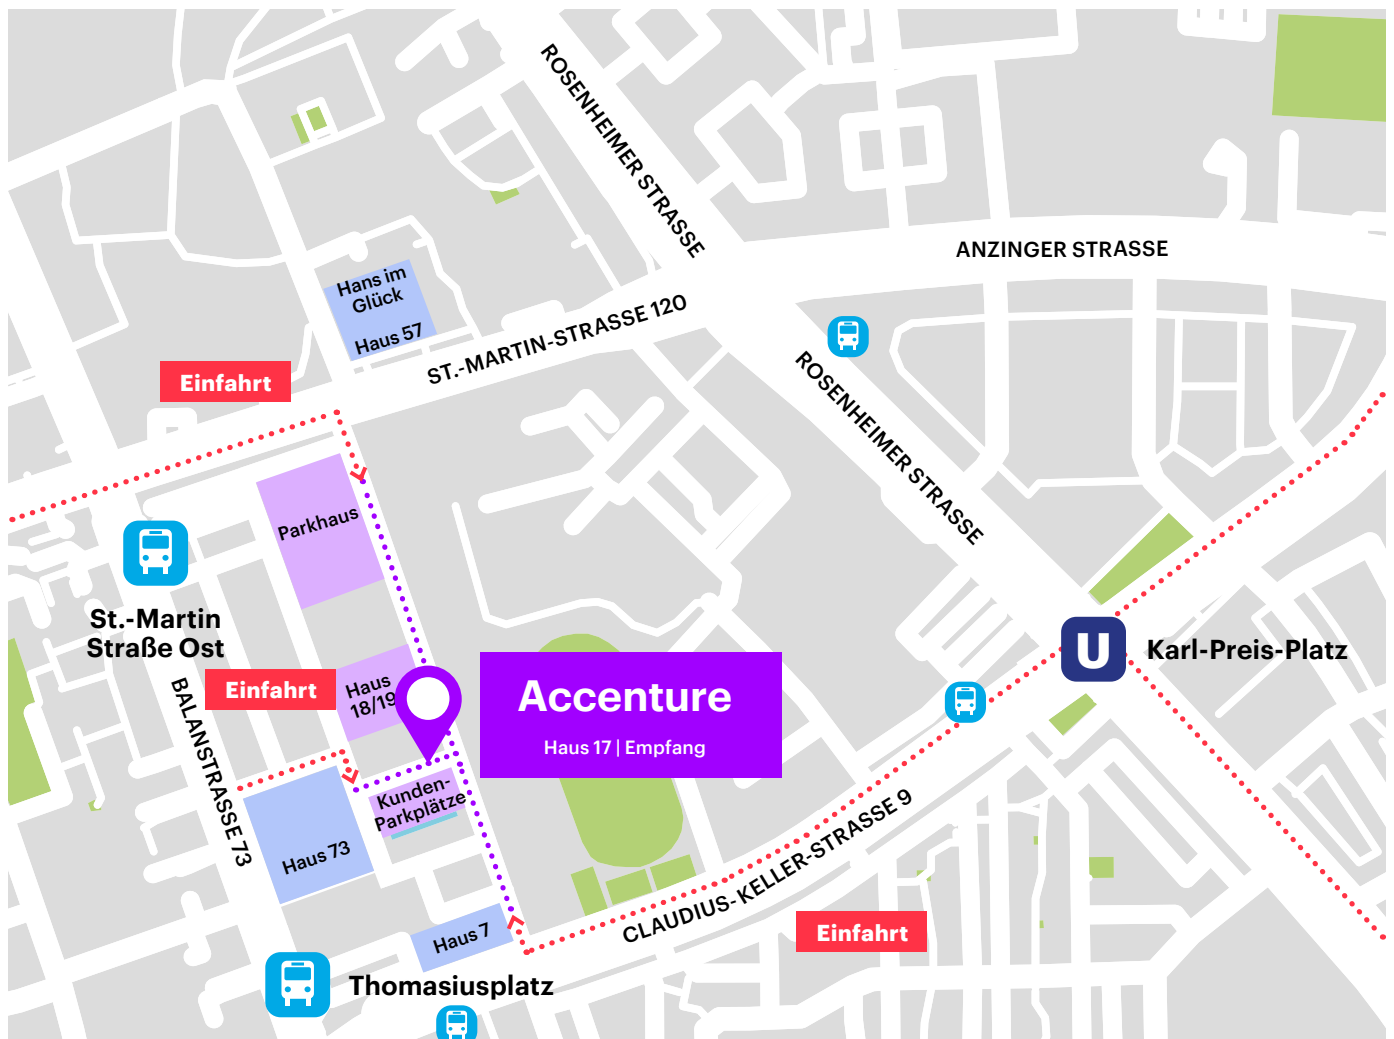 ROSENHEIMER STRASSE
ANZINGER STRASSE
Hans im
Glück
Haus 57
ST.-MARTIN-STRASSE 120
Einfahrt
ROSENHEIMER STRASSE
Parkhaus
St.-Martin
Straße Ost
U
Karl-Preis-Platz
Einfahrt
Haus
18/19
Accenture
Haus 17 | Empfang
BALANSTRASSE 73
Kunden-
Parkplätze
Haus 73
CLAUDIUS-KELLER-STRASSE 9
Einfahrt
Haus 7
Thomasiusplatz